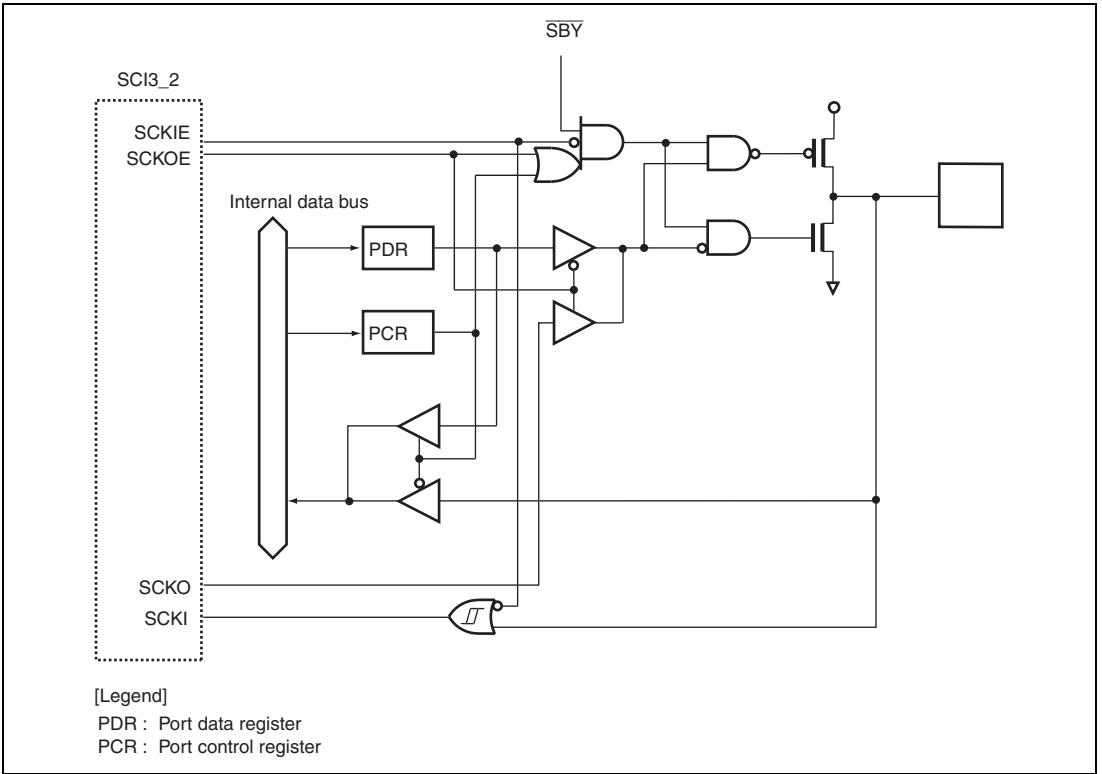 SBY
SCI3_2
SCKIE
SCKOE
Internal data bus
PDR
PCR
SCKO
SCKI
[Legend]
PDR : Port data register
PCR : Port control register